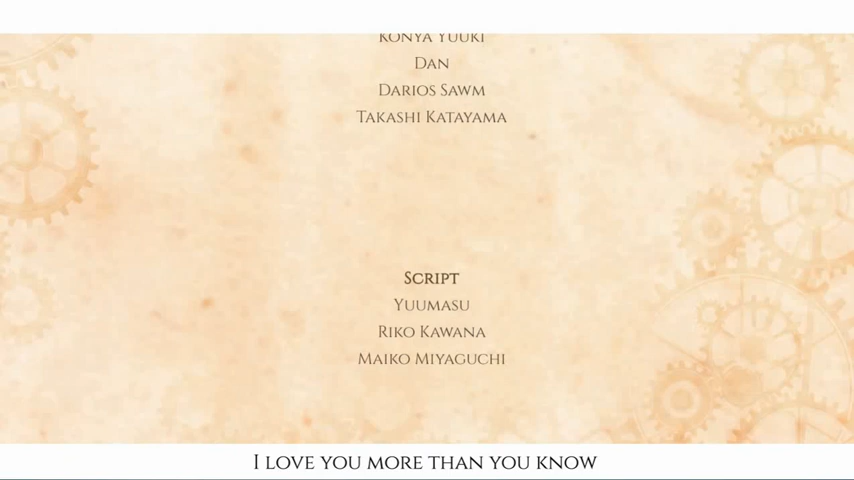 Konya Yuuki
Dan
Darios Sawm
Takashi Katayama
Script
Yuumasu
Riko Kawana
Maiko Miyaguchi
I love you more than you know